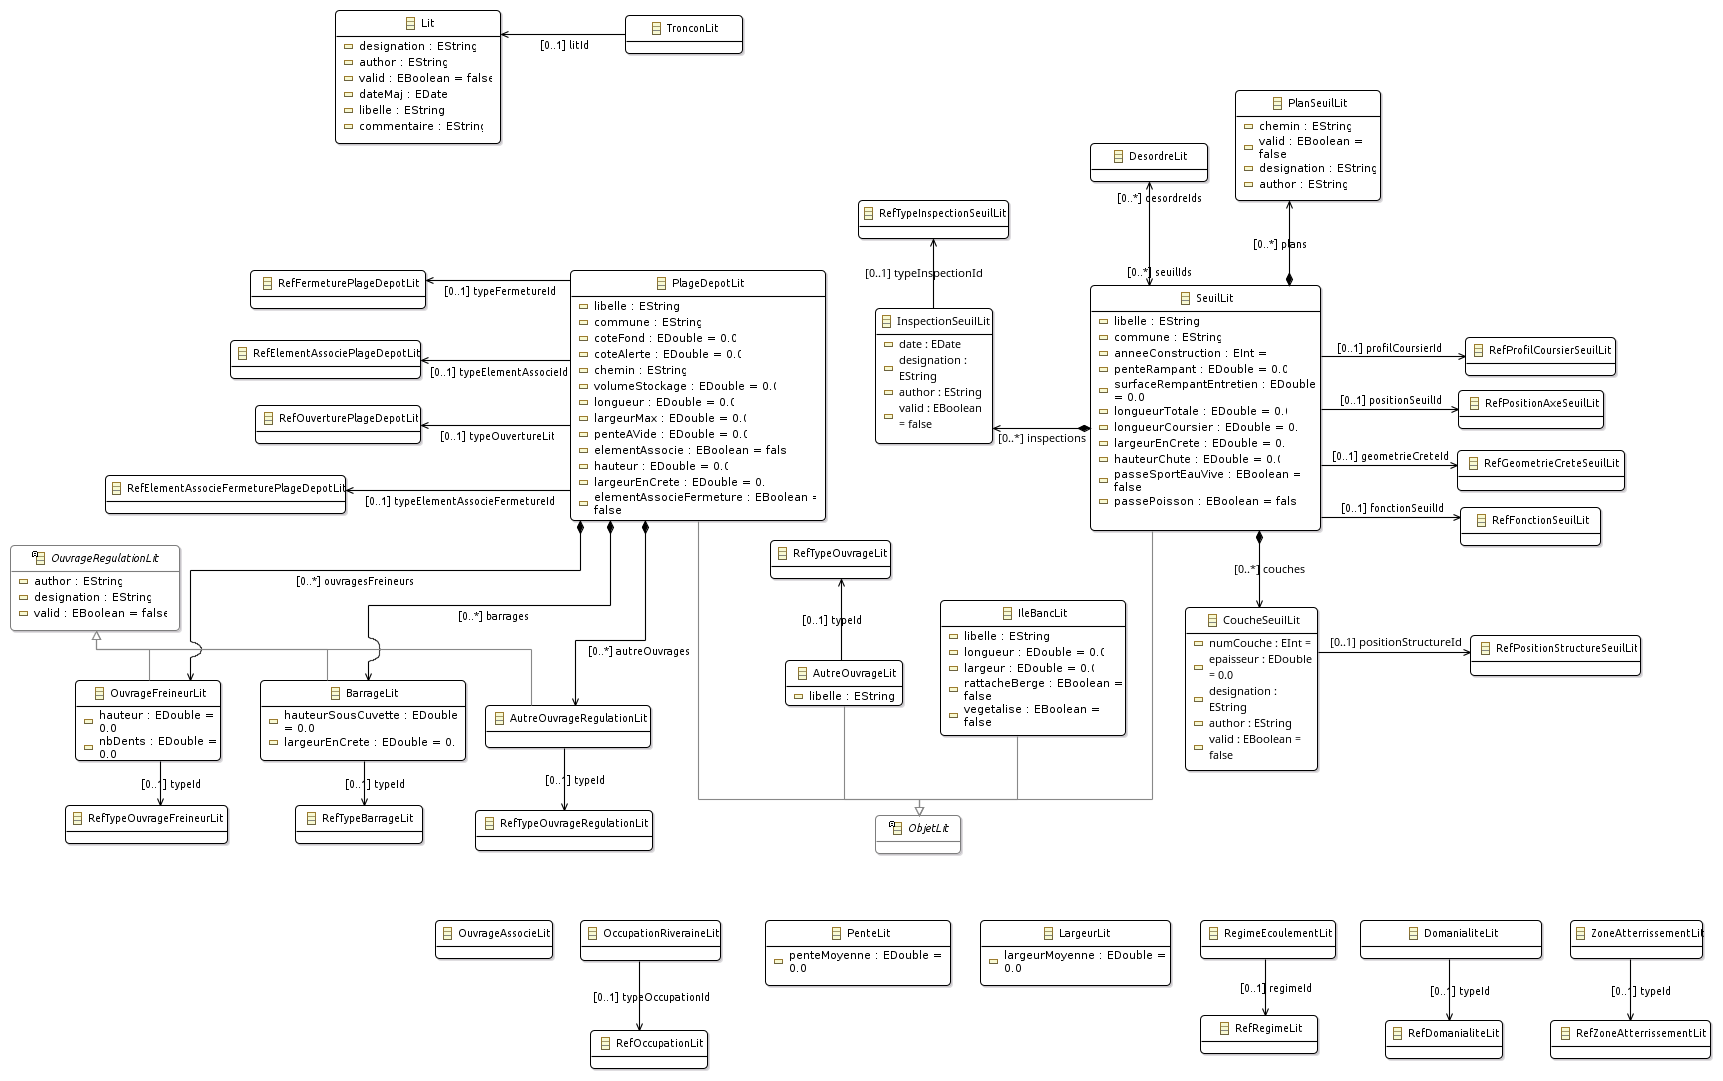 Lit
designation : EString
author : EString
valid : EBoolean = false
dateMaj : EDate
libelle : EString
commentaire : EString
TronconLit
[0..1] litId
PlanSeuilLit
chemin : EString
valid : EBoolean =
false
designation : EString
author : EString
DesordreLit
[0..*] desordreIds
[0..*] seuilIds
[0..*] plans
RefTypeInspectionSeuilLit
[0..1] typeInspectionId
InspectionSeuilLit
date : EDate
designation :
EString
author : EString
valid : EBoolean
= false
[0..*] inspections
RefFermeturePlageDepotLit
[0..1] typeFermetureId
RefElementAssociePlageDepotLit
[0..1] typeElementAssocieId
RefOuverturePlageDepotLit
[0..1] typeOuvertureLit
RefElementAssocieFermeturePlageDepotLit
[0..1] typeElementAssocieFermetureId
PlageDepotLit
libelle : EString
commune : EString
coteFond : EDouble = 0.0
coteAlerte : EDouble = 0.0
chemin : EString
volumeStockage : EDouble = 0.0
longueur : EDouble = 0.0
largeurMax : EDouble = 0.0
penteAVide : EDouble = 0.0
elementAssocie : EBoolean = fals
hauteur : EDouble = 0.0
largeurEnCrete : EDouble = 0.
elementAssocieFermeture : EBoolean =
false
SeuilLit
libelle : EString
commune : EString
anneeConstruction : EInt =
penteRampant : EDouble = 0.0
surfaceRempantEntretien : EDouble
= 0.0
longueurTotale : EDouble = 0.0
longueurCoursier : EDouble = 0.
largeurEnCrete : EDouble = 0.
hauteurChute : EDouble = 0.0
passeSportEauVive : EBoolean =
false
passePoisson : EBoolean = fals
[0..1] profilCoursierId
RefProfilCoursierSeuilLit
[0..1] positionSeuilId
RefPositionAxeSeuilLit
[0..1] geometrieCreteId
RefGeometrieCreteSeuilLit
[0..1] fonctionSeuilId
RefFonctionSeuilLit
[0..*] couches
CoucheSeuilLit
numCouche : EInt =
epaisseur : EDouble
= 0.0
designation :
EString
author : EString
valid : EBoolean =
false
[0..1] positionStructureId
RefPositionStructureSeuilLit
OuvrageRegulationLit
author : EString
designation : EString
valid : EBoolean = false
[0..*] ouvragesFreineurs
[0..*] barrages
[0..*] autreOuvrages
OuvrageFreineurLit
hauteur : EDouble =
0.0
nbDents : EDouble =
0.0
[0..1] typeId
RefTypeOuvrageFreineurLit
BarrageLit
hauteurSousCuvette : EDouble
= 0.0
largeurEnCrete : EDouble = 0.
[0..1] typeId
RefTypeBarrageLit
AutreOuvrageRegulationLit
[0..1] typeId
RefTypeOuvrageRegulationLit
RefTypeOuvrageLit
[0..1] typeId
AutreOuvrageLit
libelle : EString
IleBancLit
libelle : EString
longueur : EDouble = 0.0
largeur : EDouble = 0.0
rattacheBerge : EBoolean =
false
vegetalise : EBoolean =
false
ObjetLit
OuvrageAssocieLit
OccupationRiveraineLit
[0..1] typeOccupationId
RefOccupationLit
PenteLit
penteMoyenne : EDouble =
0.0
LargeurLit
largeurMoyenne : EDouble =
0.0
RegimeEcoulementLit
[0..1] regimeId
RefRegimeLit
DomanialiteLit
[0..1] typeId
RefDomanialiteLit
ZoneAtterrissementLit
[0..1] typeId
RefZoneAtterrissementLit